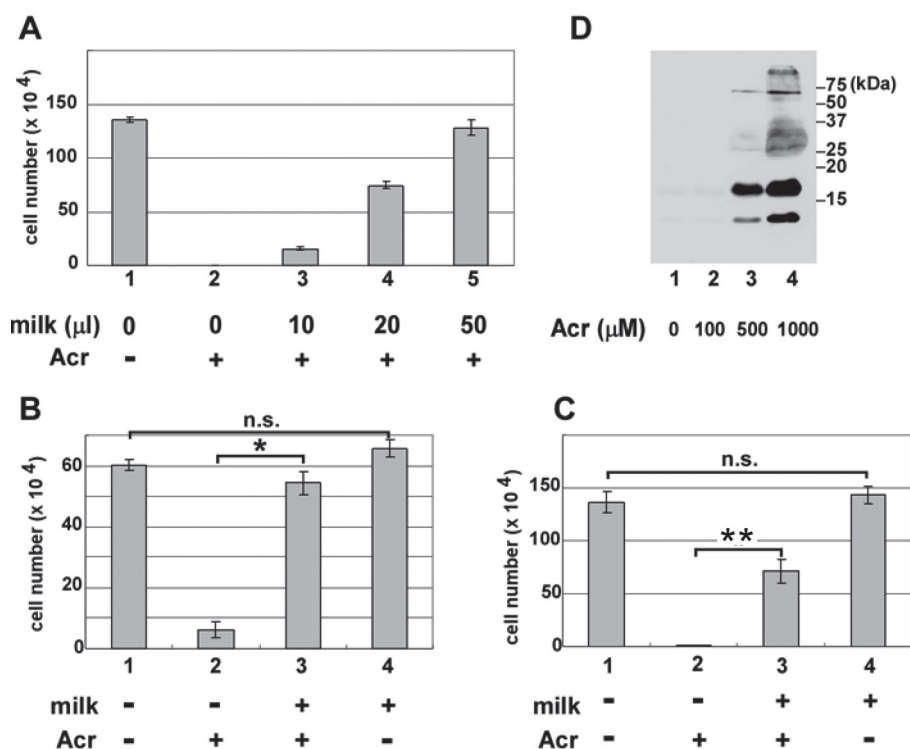 A
cell number (x 10 4)
150
100
50
0
1 2 3 4 5
milk (μl) 0 0 10 20 50
Acr - + + + +
D
75 (kDa)
50
37
25
20
15
1 2 3 4
Acr (μM) 0 100 500 1000
B
n.s.
*
cell number (x 10 4)
60
40
20
0
1 2 3 4
milk - - + +
Acr - + + -
C
n.s.
**
cell number (x 10 4)
150
100
50
0
1 2 3 4
milk - - + +
Acr - + + -